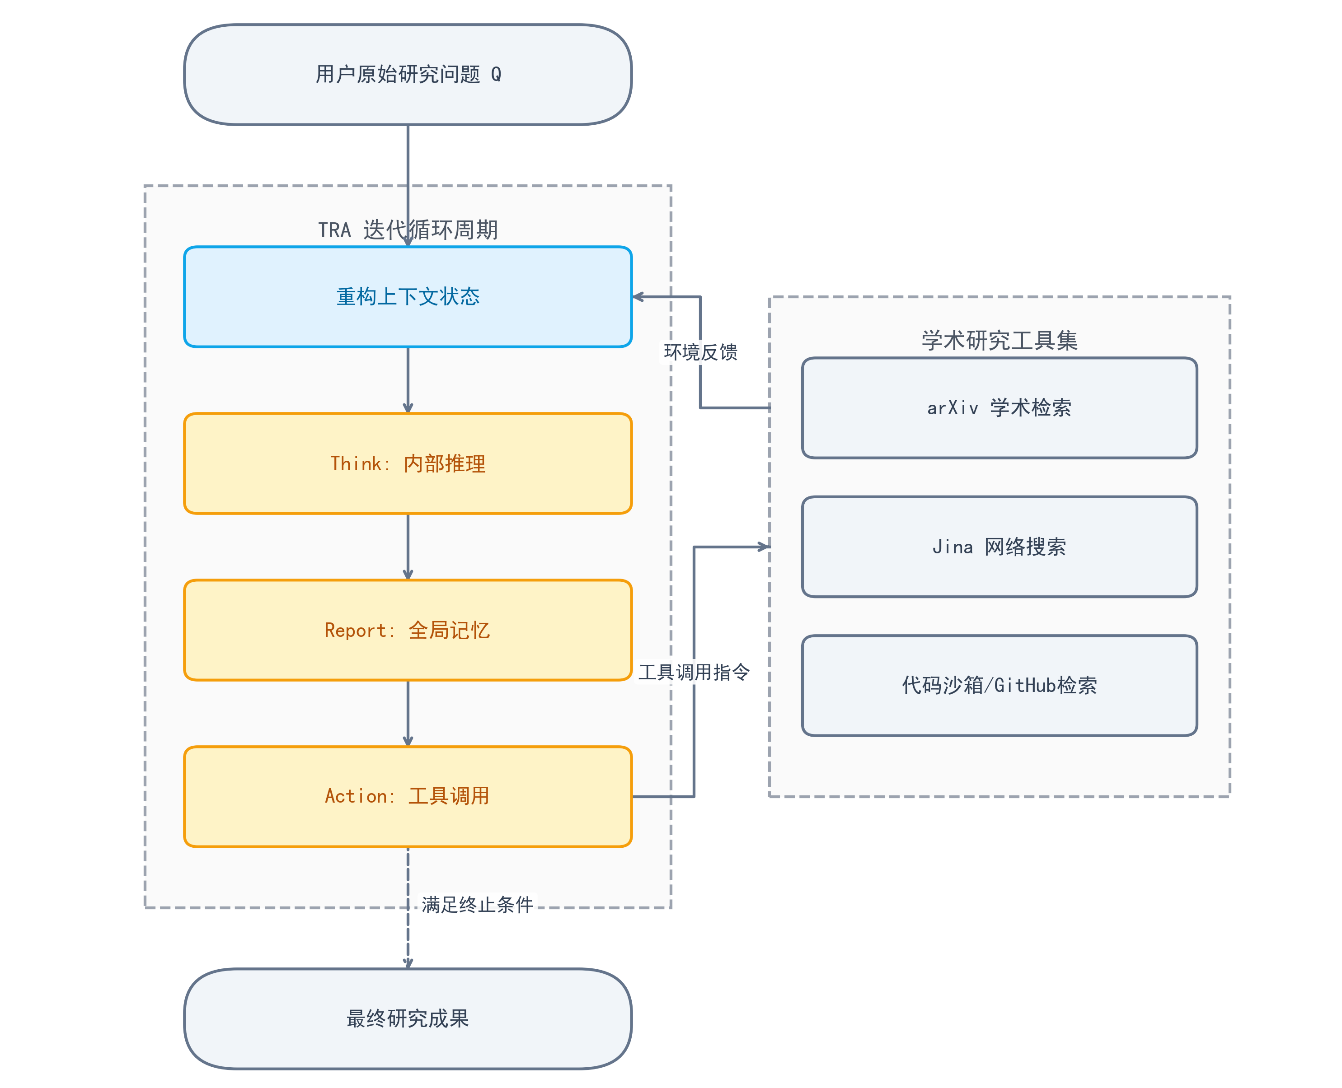 用户原始研究问题 Q
TRA 迭代循环周期
重构上下文状态
Think: 内部推理
Report: 全局记忆
Action: 工具调用
满足终止条件
最终研究成果
环境反馈
工具调用指令
学术研究工具集
arXiv 学术检索
Jina 网络搜索
代码沙箱/GitHub检索